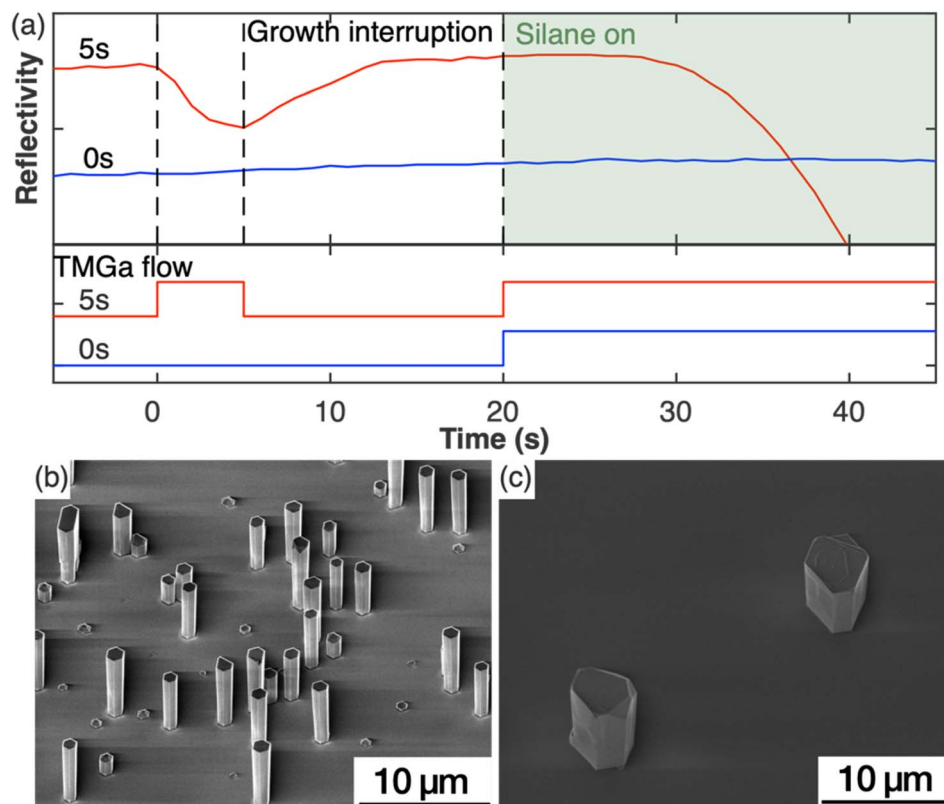 (a)
5s
Growth interruption
Silane on
0s
Reflectivity
TMGa flow
5s
0s
0 10 20 30 40
Time (s)
(b)
10 µm
(c)
10 µm